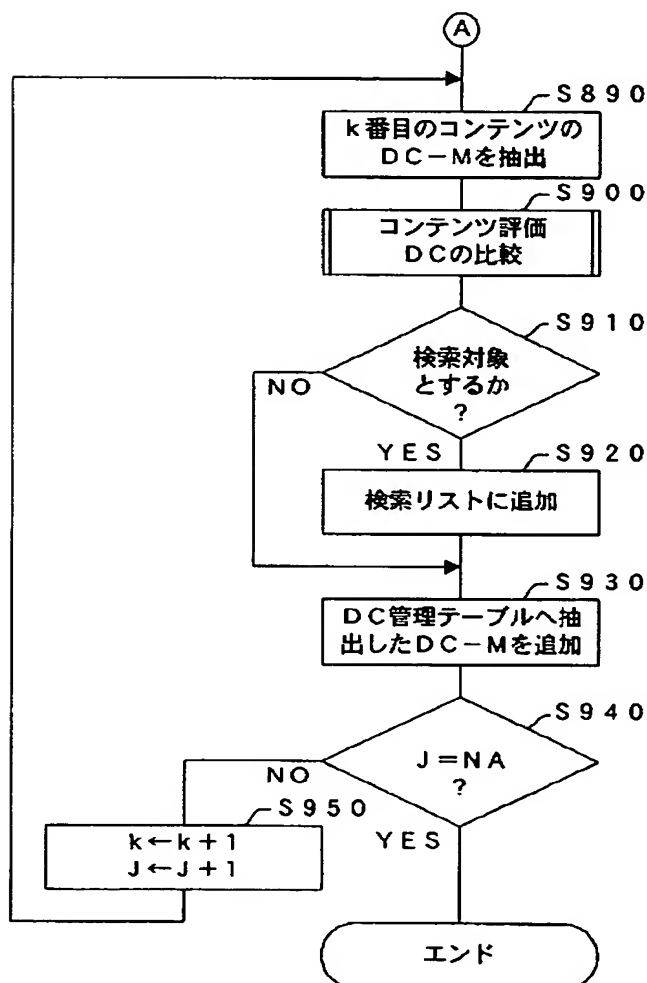 A
S890
k番目のコンテンツの
DC-Mを抽出
S900
コンテンツ評価
DCの比較
S910
検索対象
とするか
?
NO
YES
S920
検索リストに追加
S930
DC管理テーブルへ抽
出したDC-Mを追加
S940
J=NA
?
NO
YES
S950
k←k+1
J←J+1
エンド